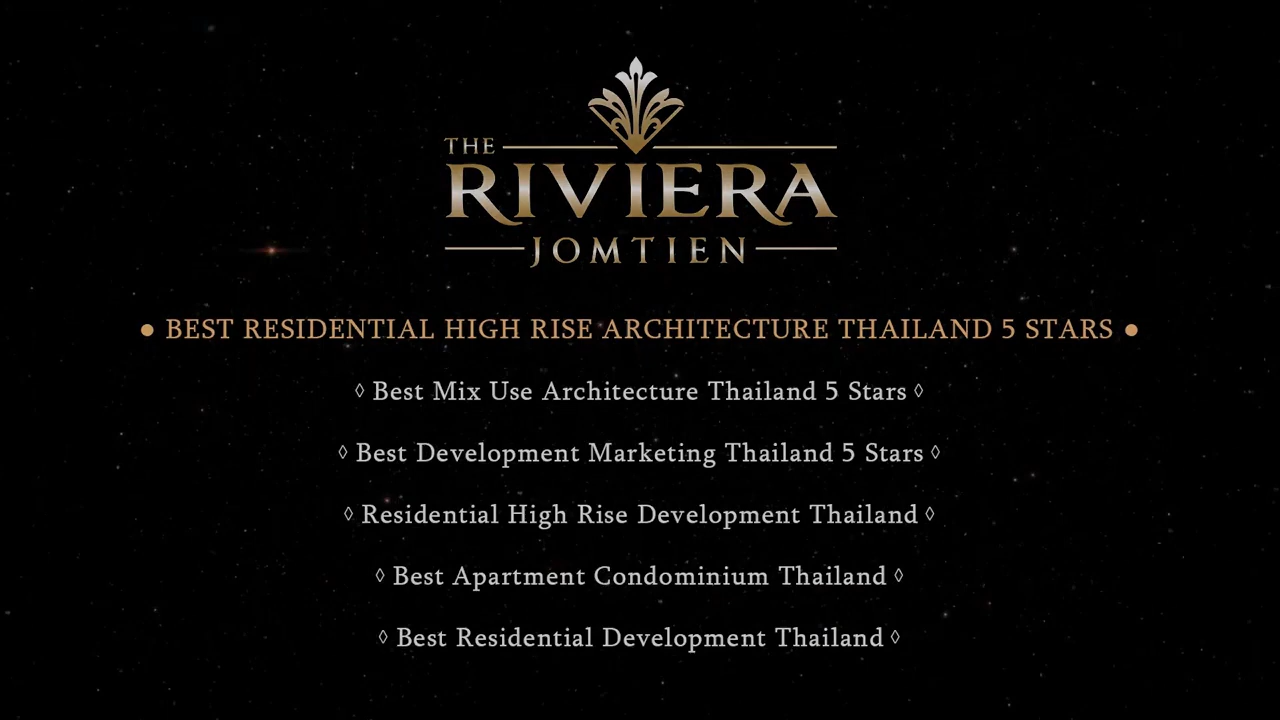 THE
RIVIERA
JOMTIEN
● BEST RESIDENTIAL HIGH RISE ARCHITECTURE THAILAND 5 STARS ●
◊ Best Mix Use Architecture Thailand 5 Stars ◊
◊ Best Development Marketing Thailand 5 Stars ◊
◊ Residential High Rise Development Thailand ◊
◊ Best Apartment Condominium Thailand ◊
◊ Best Residential Development Thailand ◊